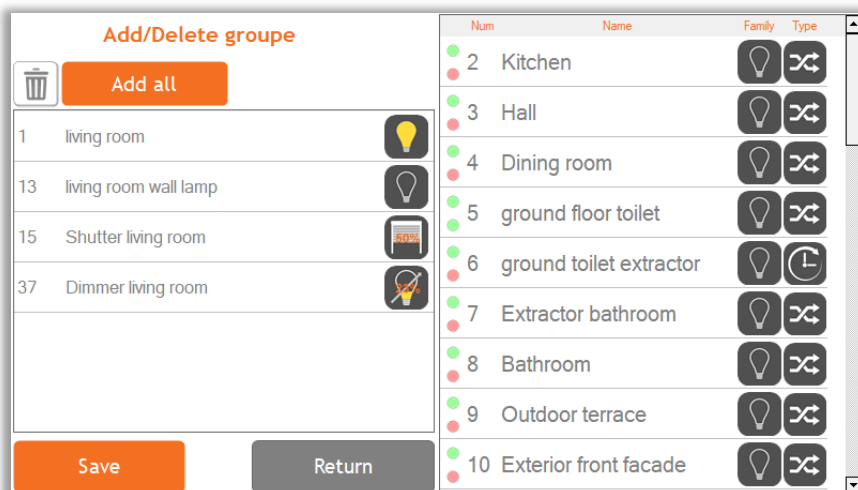 Add/Delete groupe
Add all
1 living room
13 living room wall lamp
15 Shutter living room 50%
37 Dimmer living room 33%
Save
Return
Num Name Family Type
2 Kitchen
3 Hall
4 Dining room
5 ground floor toilet
6 ground toilet extractor
7 Extractor bathroom
8 Bathroom
9 Outdoor terrace
10 Exterior front facade